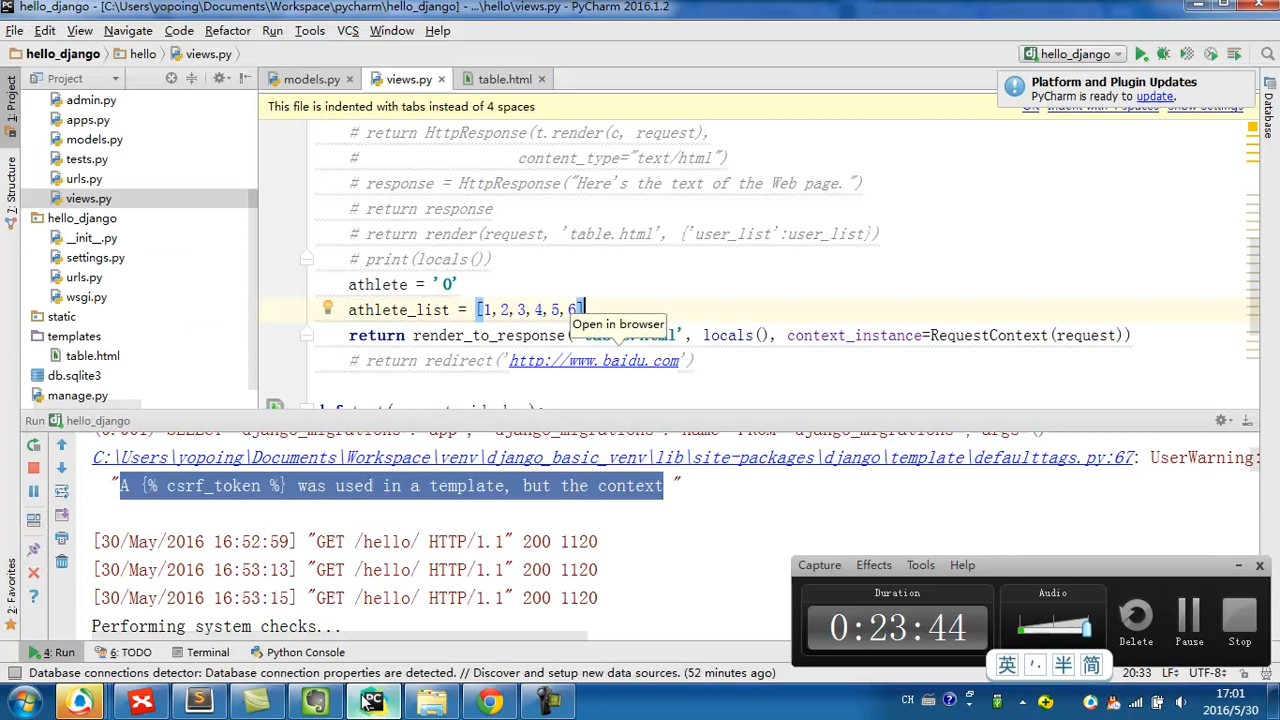 hello_django - [C:\Users\yopoing\Documents\Workspace\pycharm\hello_django] - ...\hello\views.py - PyCharm 2016.1.2
File Edit View Navigate Code Refactor Run Tools VCS Window Help
hello_django hello views.py hello_django
Project models.py views.py table.html
Platform and Plugin Updates
PyCharm is ready to update.
This file is indented with tabs instead of 4 spaces
1: Project
Z: Structure
2: Favorites
Database
admin.py
apps.py
models.py
tests.py
urls.py
views.py
hello_django
__init__.py
settings.py
urls.py
wsgi.py
static
templates
table.html
db.sqlite3
manage.py
# return HttpResponse(t.render(c, request),
# content_type="text/html")
# response = HttpResponse("Here's the text of the Web page.")
# return response
# return render(request, 'table.html', {'user_list':user_list})
# print(locals())
athlete = '0'
athlete_list = [1,2,3,4,5,6]
Open in browser
return render_to_response( ', locals(), context_instance=RequestContext(request))
# return redirect('http://www.baidu.com')
Run hello_django
C:\Users\yopoing\Documents\Workspace\venv\django_basic_venv\lib\site-packages\django\template\defaulttags.py:67: UserWarning:
"A {% csrf_token %} was used in a template, but the context "
[30/May/2016 16:52:59] "GET /hello/ HTTP/1.1" 200 1120
[30/May/2016 16:53:13] "GET /hello/ HTTP/1.1" 200 1120
[30/May/2016 16:53:15] "GET /hello/ HTTP/1.1" 200 1120
Performing system checks...
Capture Effects Tools Help
Duration Audio
0:23:44
Delete Pause Stop
英 半 简
4: Run 6: TODO Terminal Python Console
Database connections detector: Database connection properties are detected. // Discover and setup new data sources. (52 minutes ago)
20:33 LF UTF-8
CH
17:01
2016/5/30